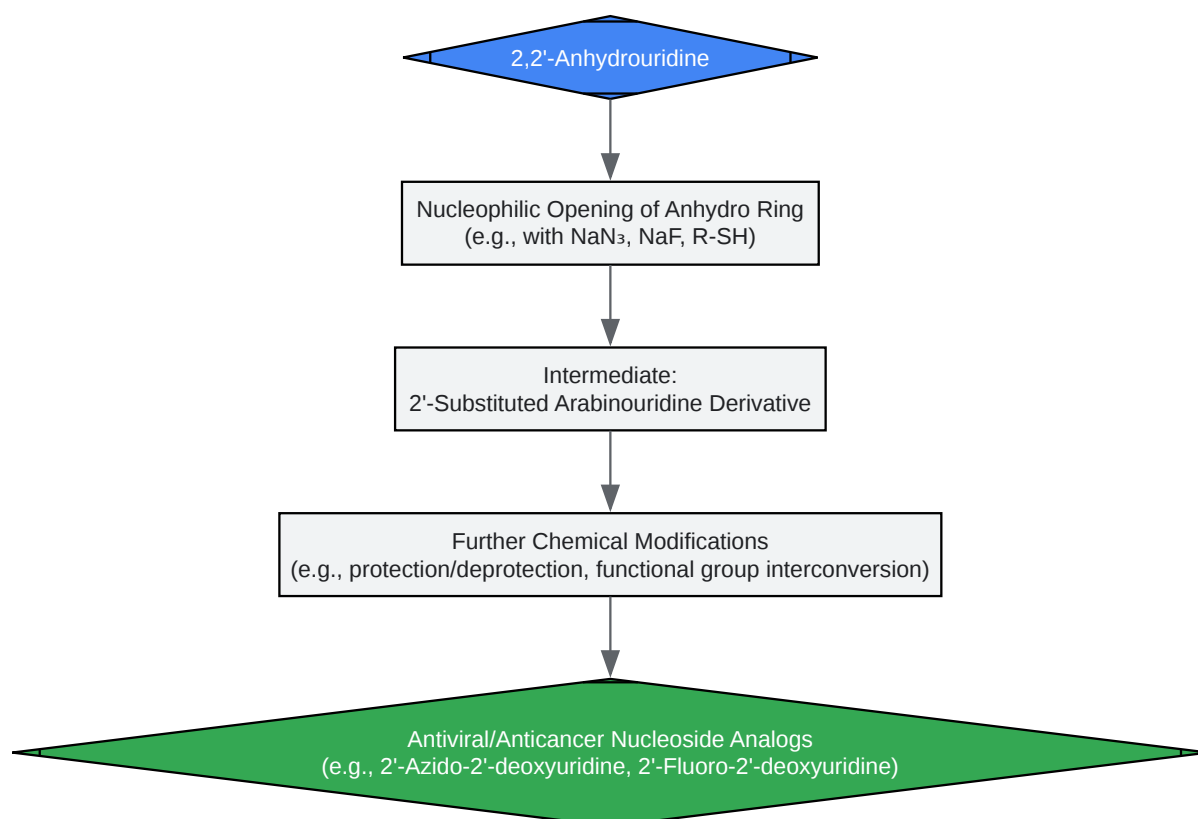 2,2'-Anhydrouridine
Nucleophilic Opening of Anhydro Ring
(e.g., with NaN₃, NaF, R-SH)
Intermediate:
2'-Substituted Arabinouridine Derivative
Further Chemical Modifications
(e.g., protection/deprotection, functional group interconversion)
Antiviral/Anticancer Nucleoside Analogs
(e.g., 2'-Azido-2'-deoxyuridine, 2'-Fluoro-2'-deoxyuridine)